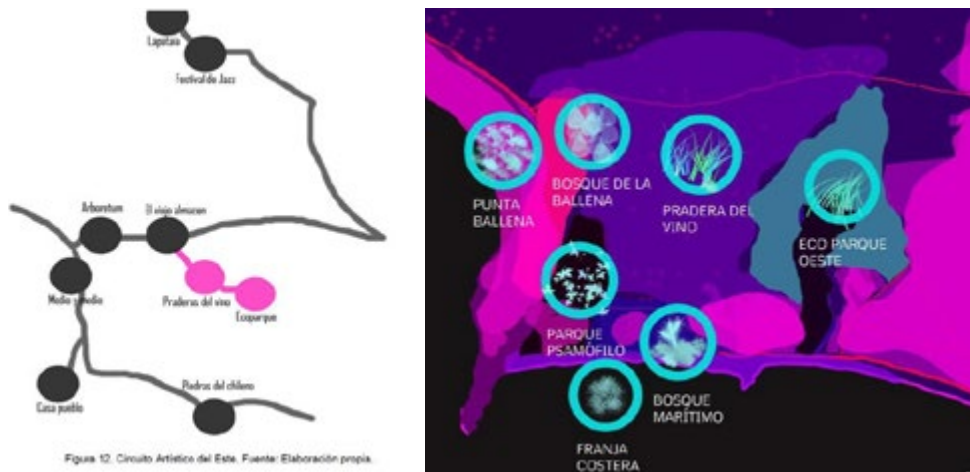 Lapataia
Festival de Jazz
Arboretum
El viejo almacen
Medio y medio
Praderas del vino
Ecoparque
Casa pueblo
Piedras del chileno
Figura 12. Circuito Artístico del Este. Fuente: Elaboración propia.
PUNTA
BALLENA
BOSQUE DE LA
BALLENA
PRADERA DEL
VINO
ECO PARQUE
OESTE
PARQUE
PSAMÓFILO
BOSQUE
MARÍTIMO
FRANJA
COSTERA